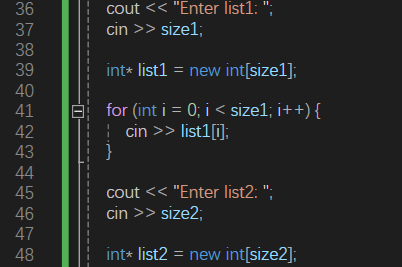 36 cout << "Enter list1: ";
37 cin >> size1;
38
39 int* list1 = new int[size1];
40
41 for (int i = 0; i < size1; i++) {
42 cin >> list1[i];
43 }
44
45 cout << "Enter list2: ";
46 cin >> size2;
47
48 int* list2 = new int[size2];